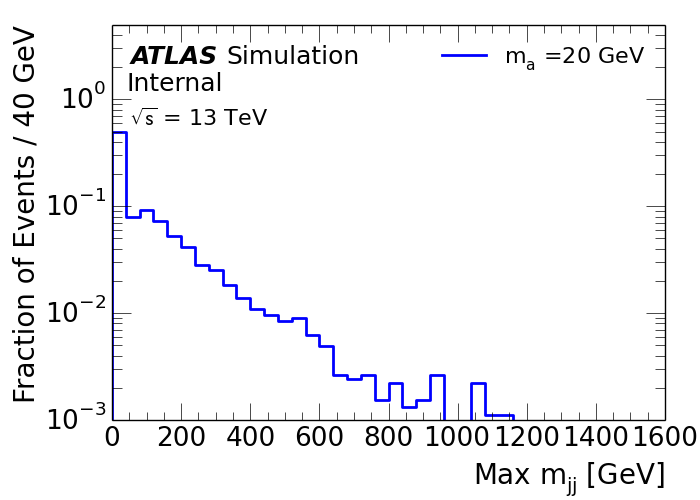 ATLAS Simulation
Internal
√s = 13 TeV
m_a =20 GeV
Fraction of Events / 40 GeV
10^0
10^−1
10^−2
10^−3
0 200 400 600 800 1000 1200 1400 1600
Max m_jj [GeV]